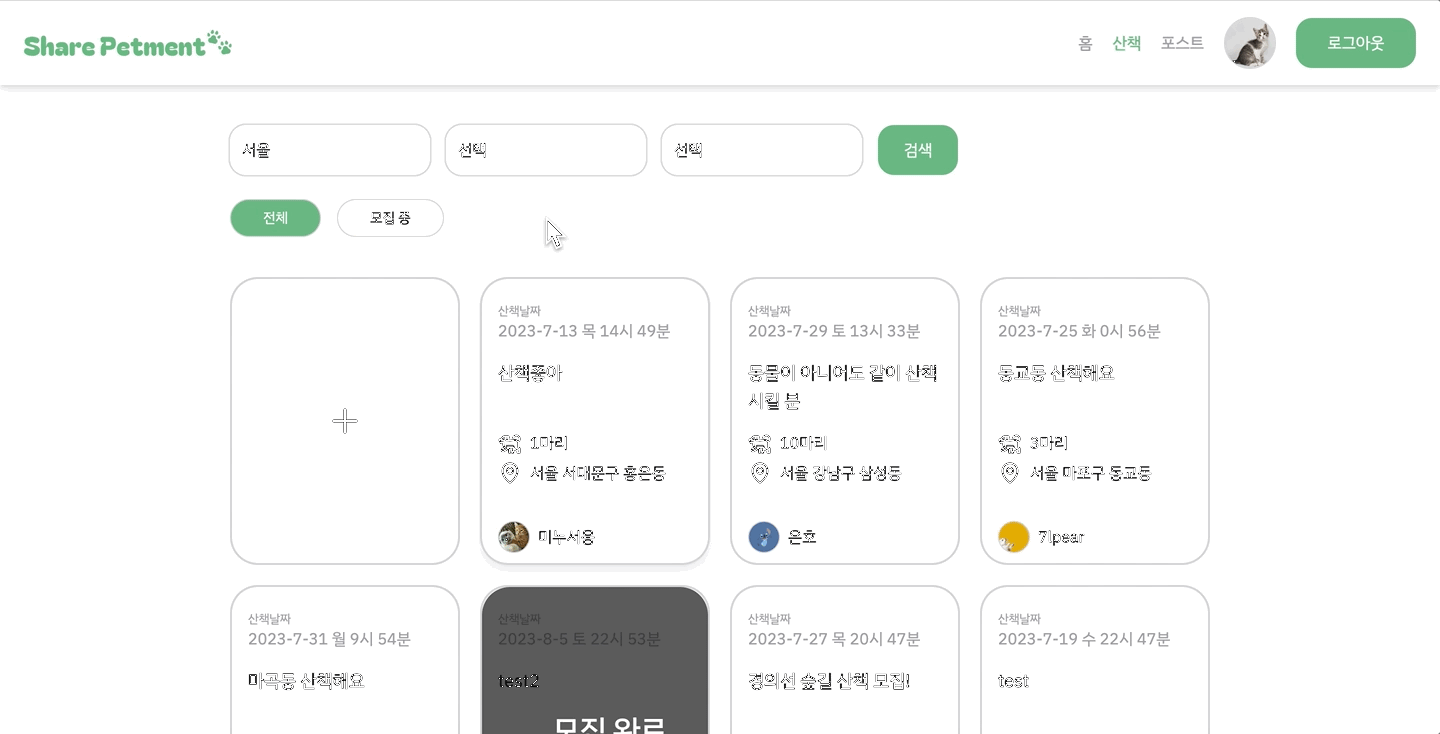 Share Petment
홈 산책 포스트 로그아웃
서울 선택 선택 검색
전체 모집 중
산책날짜
2023-7-13 목 14시 49분
산책좋아
1마리
서울 서대문구 홍은동
미누서용
산책날짜
2023-7-29 토 13시 33분
동물이 아니어도 같이 산책
시킬 분
10마리
서울 강남구 삼성동
은호
산책날짜
2023-7-25 화 0시 56분
동교동 산책해요
3마리
서울 마포구 동교동
7lpear
산책날짜
2023-7-31 월 9시 54분
마곡동 산책해요
산책날짜
2023-8-5 토 22시 53분
test2
모집 완료
산책날짜
2023-7-27 목 20시 47분
경의선 숲길 산책 모집!
산책날짜
2023-7-19 수 22시 47분
test